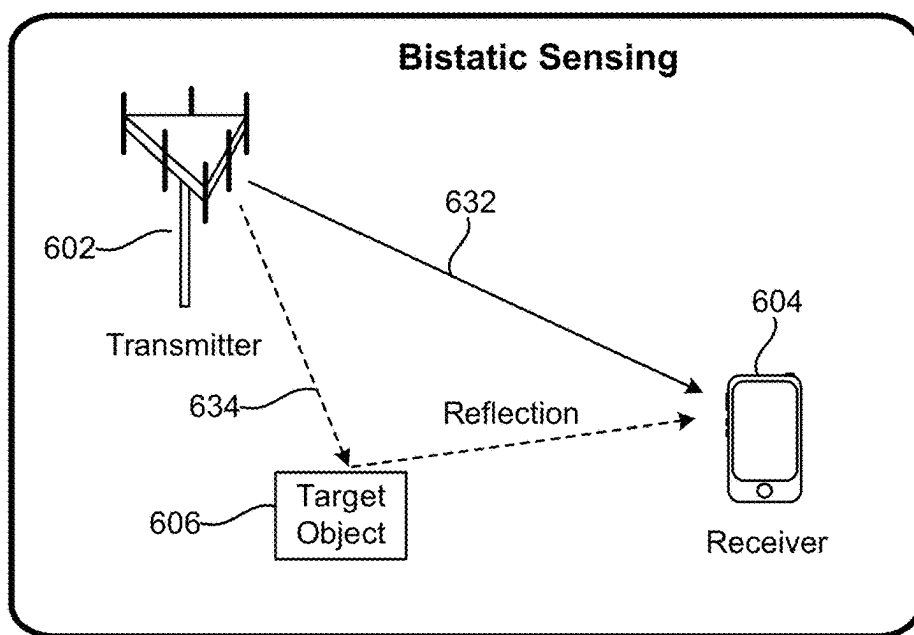 Bistatic Sensing
632
602
604
Transmitter
634
Reflection
Target
Object
606
Receiver